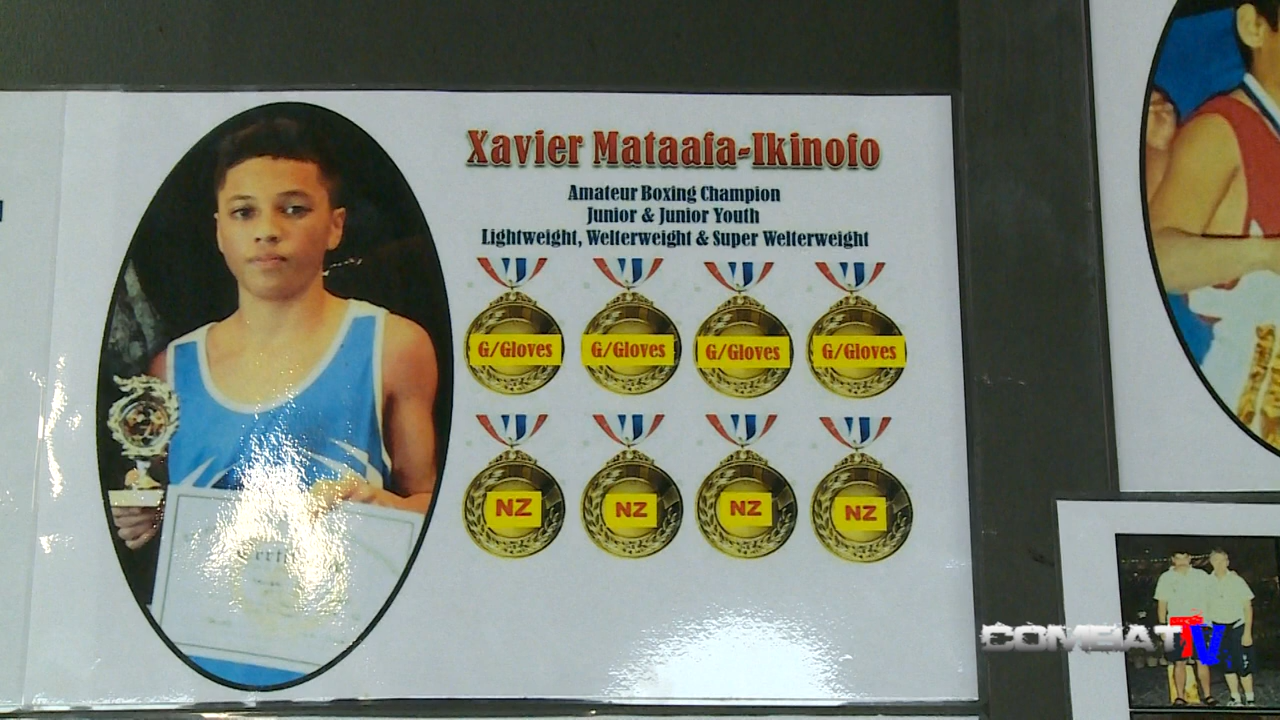 Xavier Mataafa-Ikinofo
Amateur Boxing Champion
Junior & Junior Youth
Lightweight, Welterweight & Super Welterweight
G/Gloves G/Gloves G/Gloves G/Gloves
NZ NZ NZ NZ
COMBAT TV